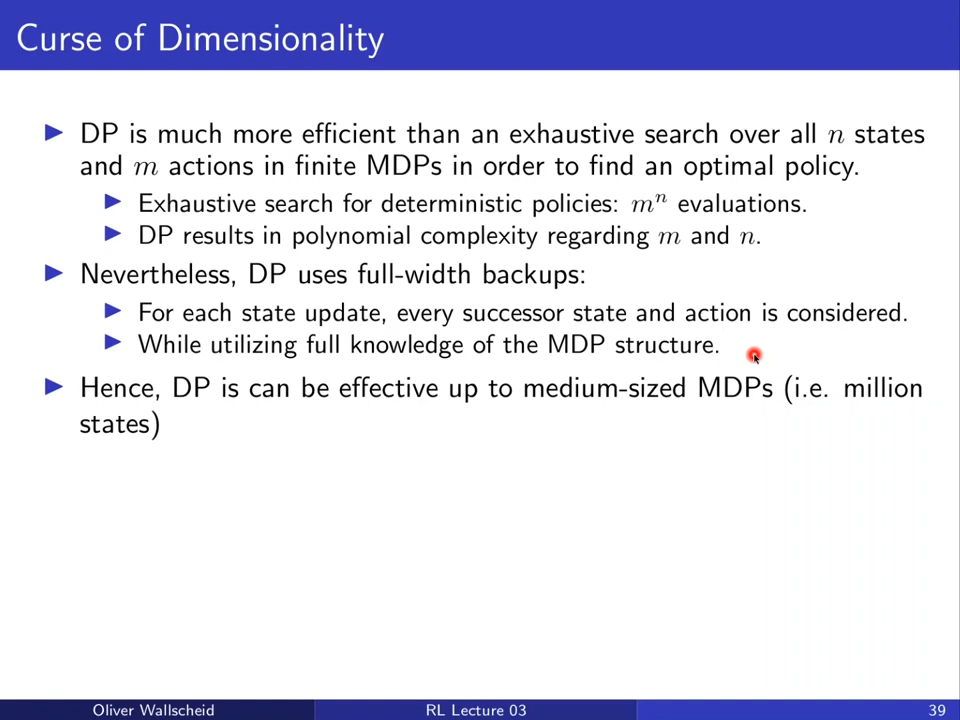 Curse of Dimensionality
DP is much more efficient than an exhaustive search over all n states
and m actions in finite MDPs in order to find an optimal policy.
Exhaustive search for deterministic policies: mⁿ evaluations.
DP results in polynomial complexity regarding m and n.
Nevertheless, DP uses full-width backups:
For each state update, every successor state and action is considered.
While utilizing full knowledge of the MDP structure.
Hence, DP is can be effective up to medium-sized MDPs (i.e. million
states)
Oliver Wallscheid RL Lecture 03 39